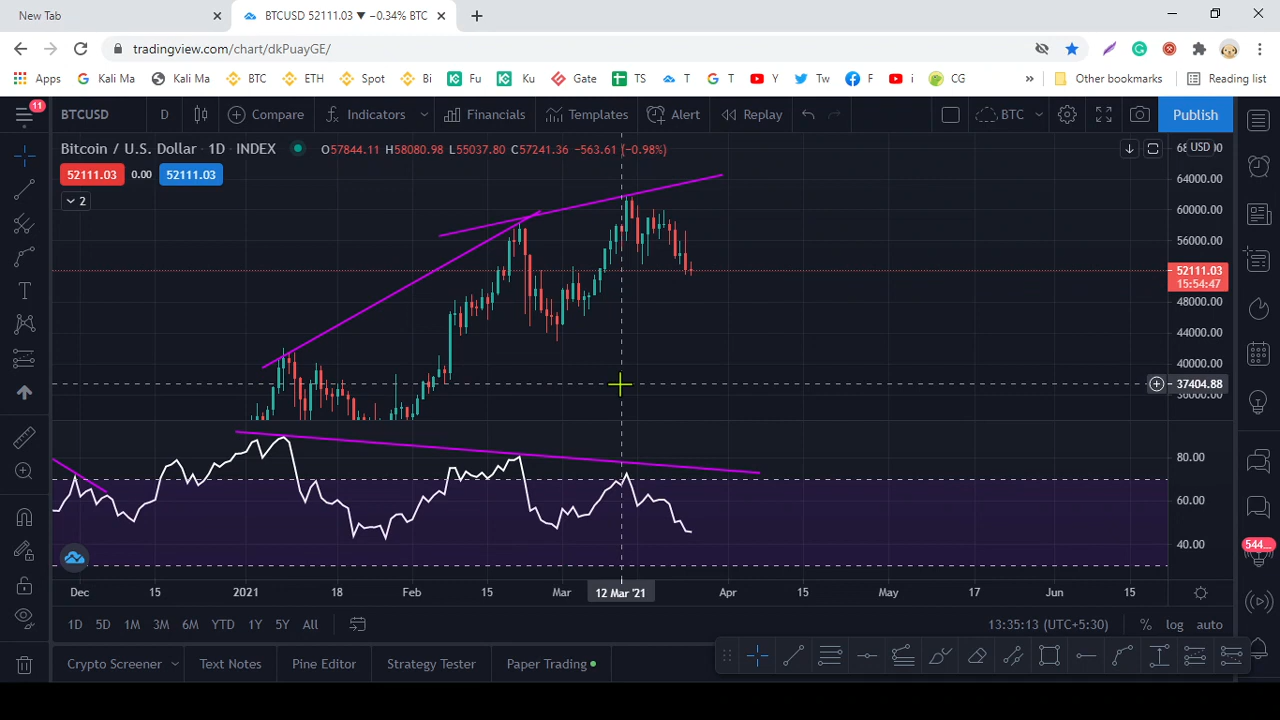 New Tab
BTCUSD 52111.03 ▼ −0.34% BTC
tradingview.com/chart/dkPuayGE/
Apps Kali Ma Kali Ma BTC ETH Spot Bi Fu Ku Gate TS T T Y Tw F i CG » Other bookmarks Reading list
11
BTCUSD D Compare Indicators Financials Templates Alert Replay BTC Publish
Bitcoin / U.S. Dollar · 1D · INDEX O57844.11 H58080.98 L55037.80 C57241.36 −563.61 (−0.98%)
USD
52111.03 0.00 52111.03
2
64000.00
60000.00
56000.00
52111.03
15:54:47
48000.00
44000.00
40000.00
37404.88
36000.00
80.00
60.00
40.00
544...
Dec 15 2021 18 Feb 15 Mar 12 Mar '21 Apr 15 May 17 Jun 15
1D 5D 1M 3M 6M YTD 1Y 5Y All 13:35:13 (UTC+5:30) % log auto
Crypto Screener Text Notes Pine Editor Strategy Tester Paper Trading